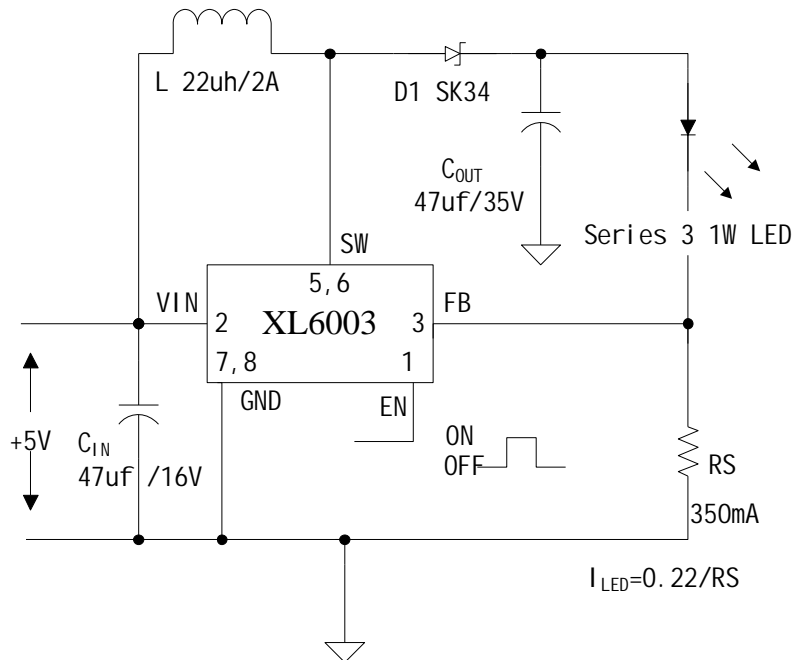 L 22uh/2A
D1 SK34
COUT
47uf/35V
Series 3 1W LED
SW
5,6
VIN
2
XL6003
3
FB
7,8
1
GND
EN
+5V
CIN
47uf /16V
ON
OFF
RS
350mA
ILED=0.22/RS